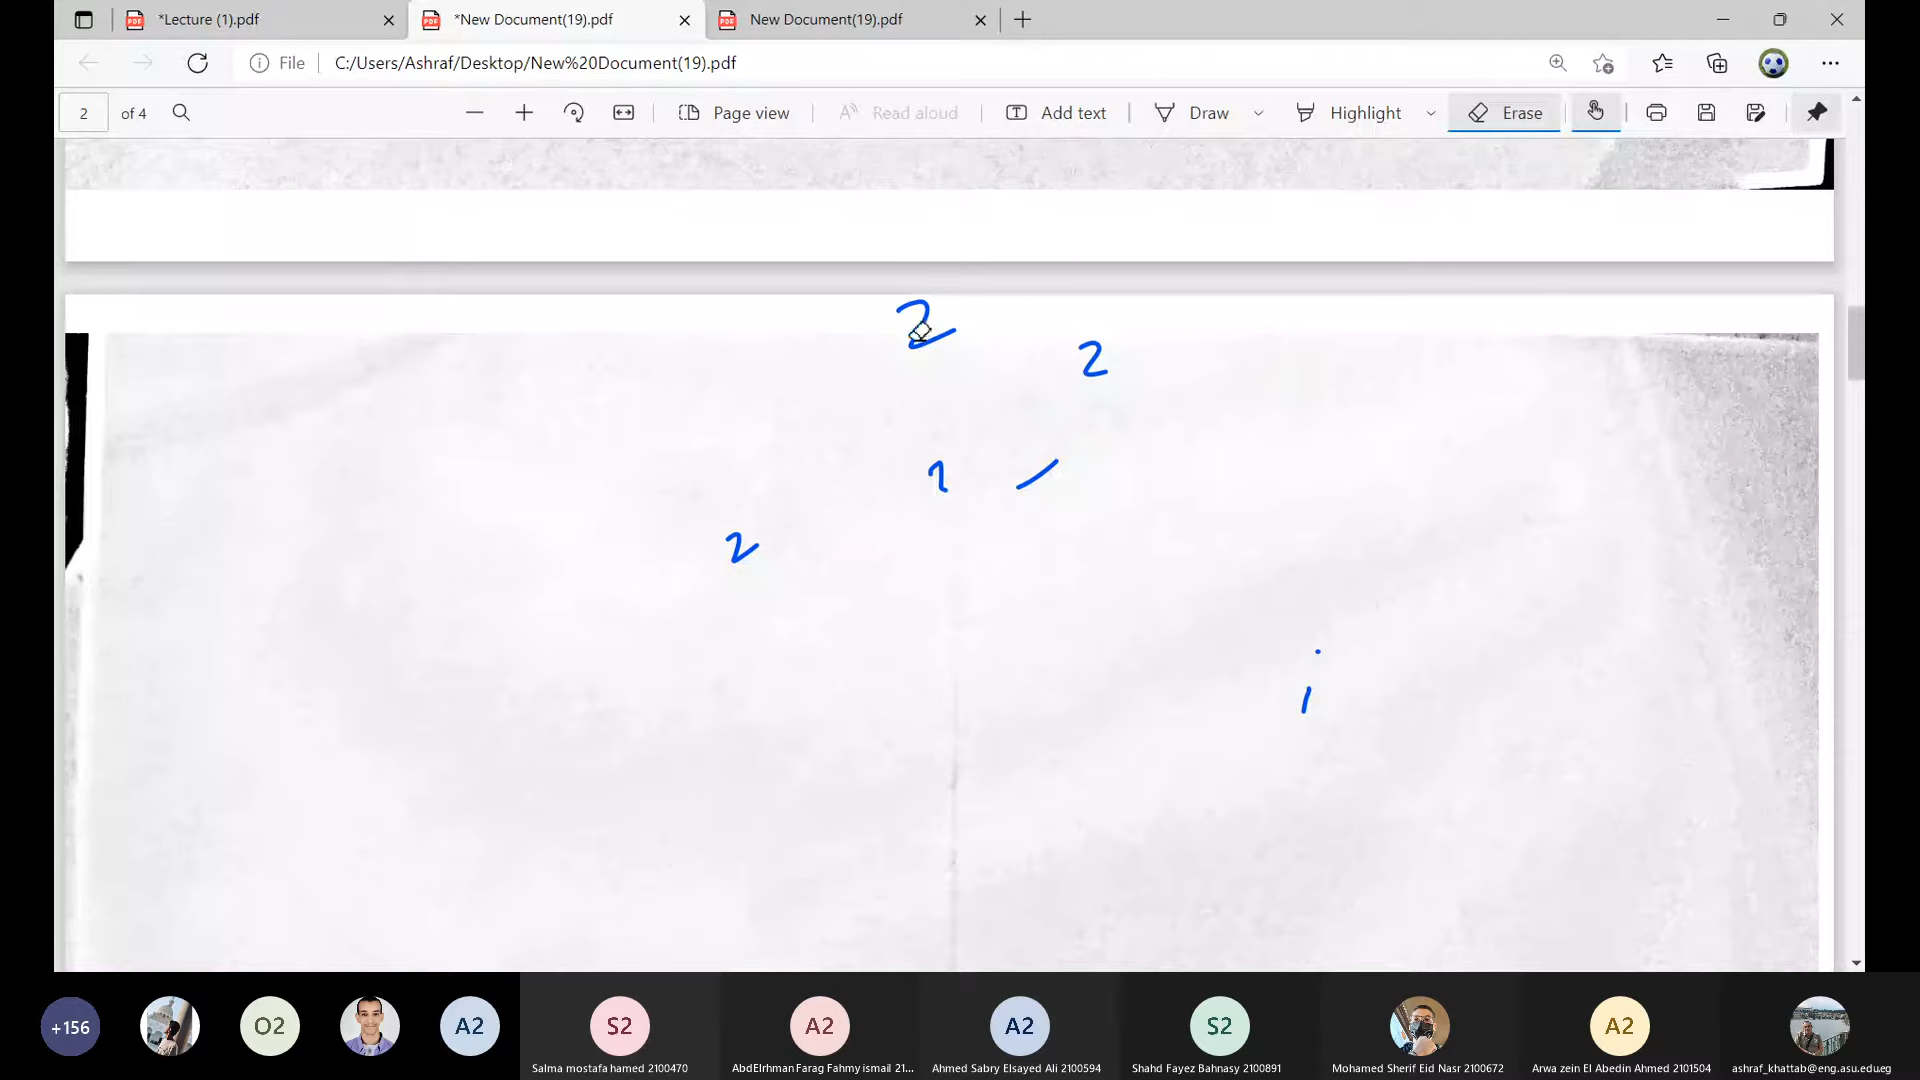 *Lecture (1).pdf *New Document(19).pdf New Document(19).pdf
File C:/Users/Ashraf/Desktop/New%20Document(19).pdf
2 of 4 Page view Read aloud Add text Draw Highlight Erase
2
2
2
i
+156 O2 A2 S2 A2 A2 S2 A2
Salma mostafa hamed 2100470 AbdElrhman Farag Fahmy ismail 21... Ahmed Sabry Elsayed Ali 2100594 Shahd Fayez Bahnasy 2100891 Mohamed Sherif Eid Nasr 2100672 Arwa zein El Abedin Ahmed 2101504 ashraf_khattab@eng.asu.edu.eg